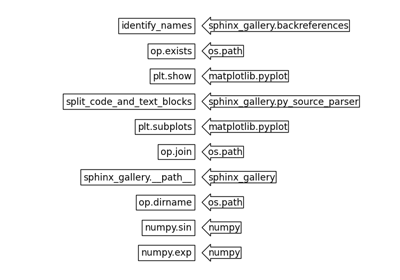 identify_names sphinx_gallery.backreferences
op.exists os.path
plt.show matplotlib.pyplot
split_code_and_text_blocks sphinx_gallery.py_source_parser
plt.subplots matplotlib.pyplot
op.join os.path
sphinx_gallery.__path__ sphinx_gallery
op.dirname os.path
numpy.sin numpy
numpy.exp numpy